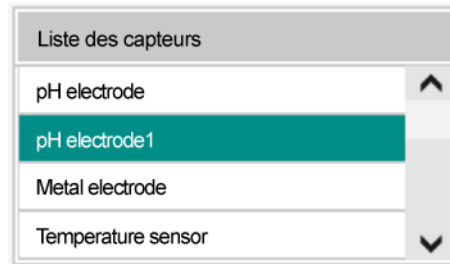 Liste des capteurs
pH electrode
pH electrode1
Metal electrode
Temperature sensor